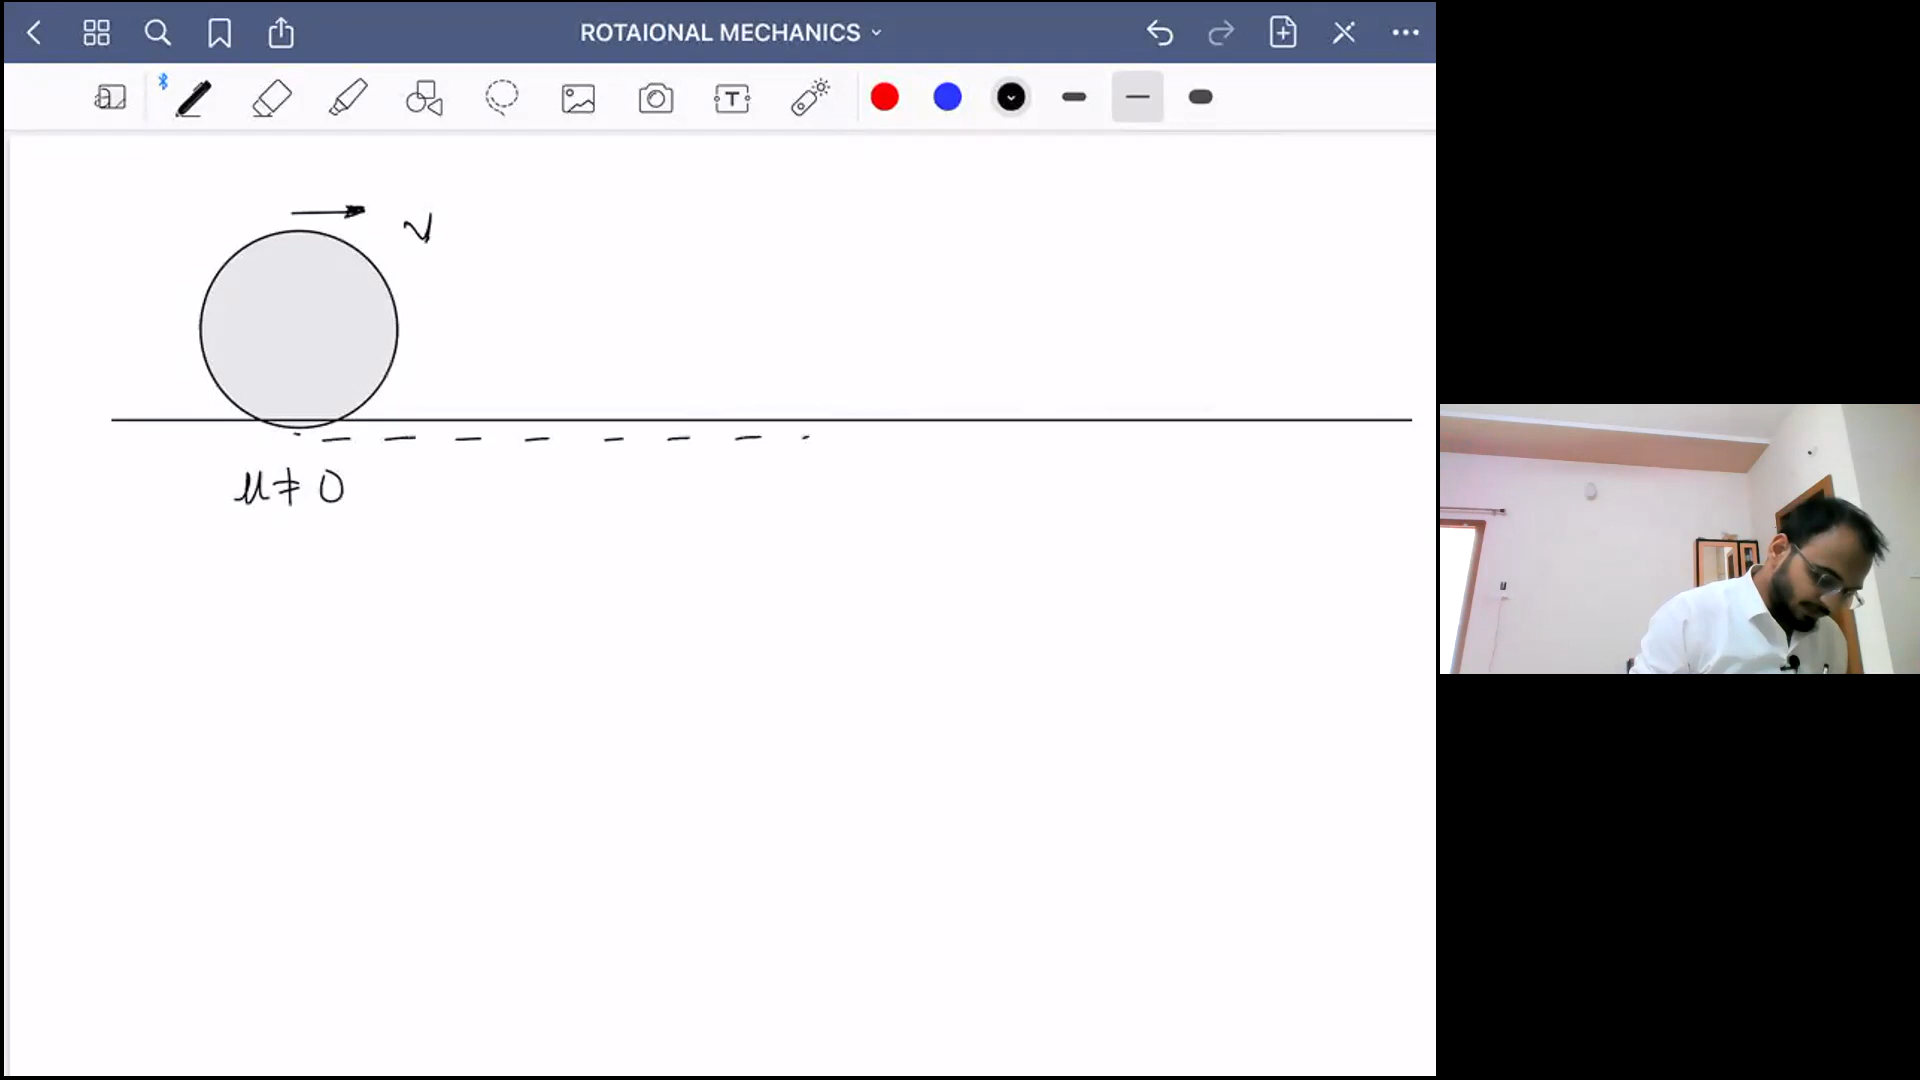 ROTAIONAL MECHANICS
v
μ ≠ 0